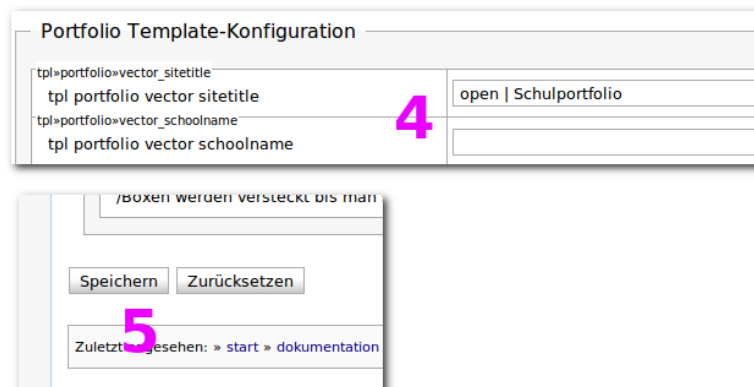 Portfolio Template-Konfiguration
tpl»portfolio»vector_sitetitle
tpl portfolio vector sitetitle
open | Schulportfolio
4
tpl»portfolio»vector_schoolname
tpl portfolio vector schoolname
/Boxen werden versteckt bis man
Speichern Zurücksetzen
5
Zuletzt angesehen: » start » dokumentation